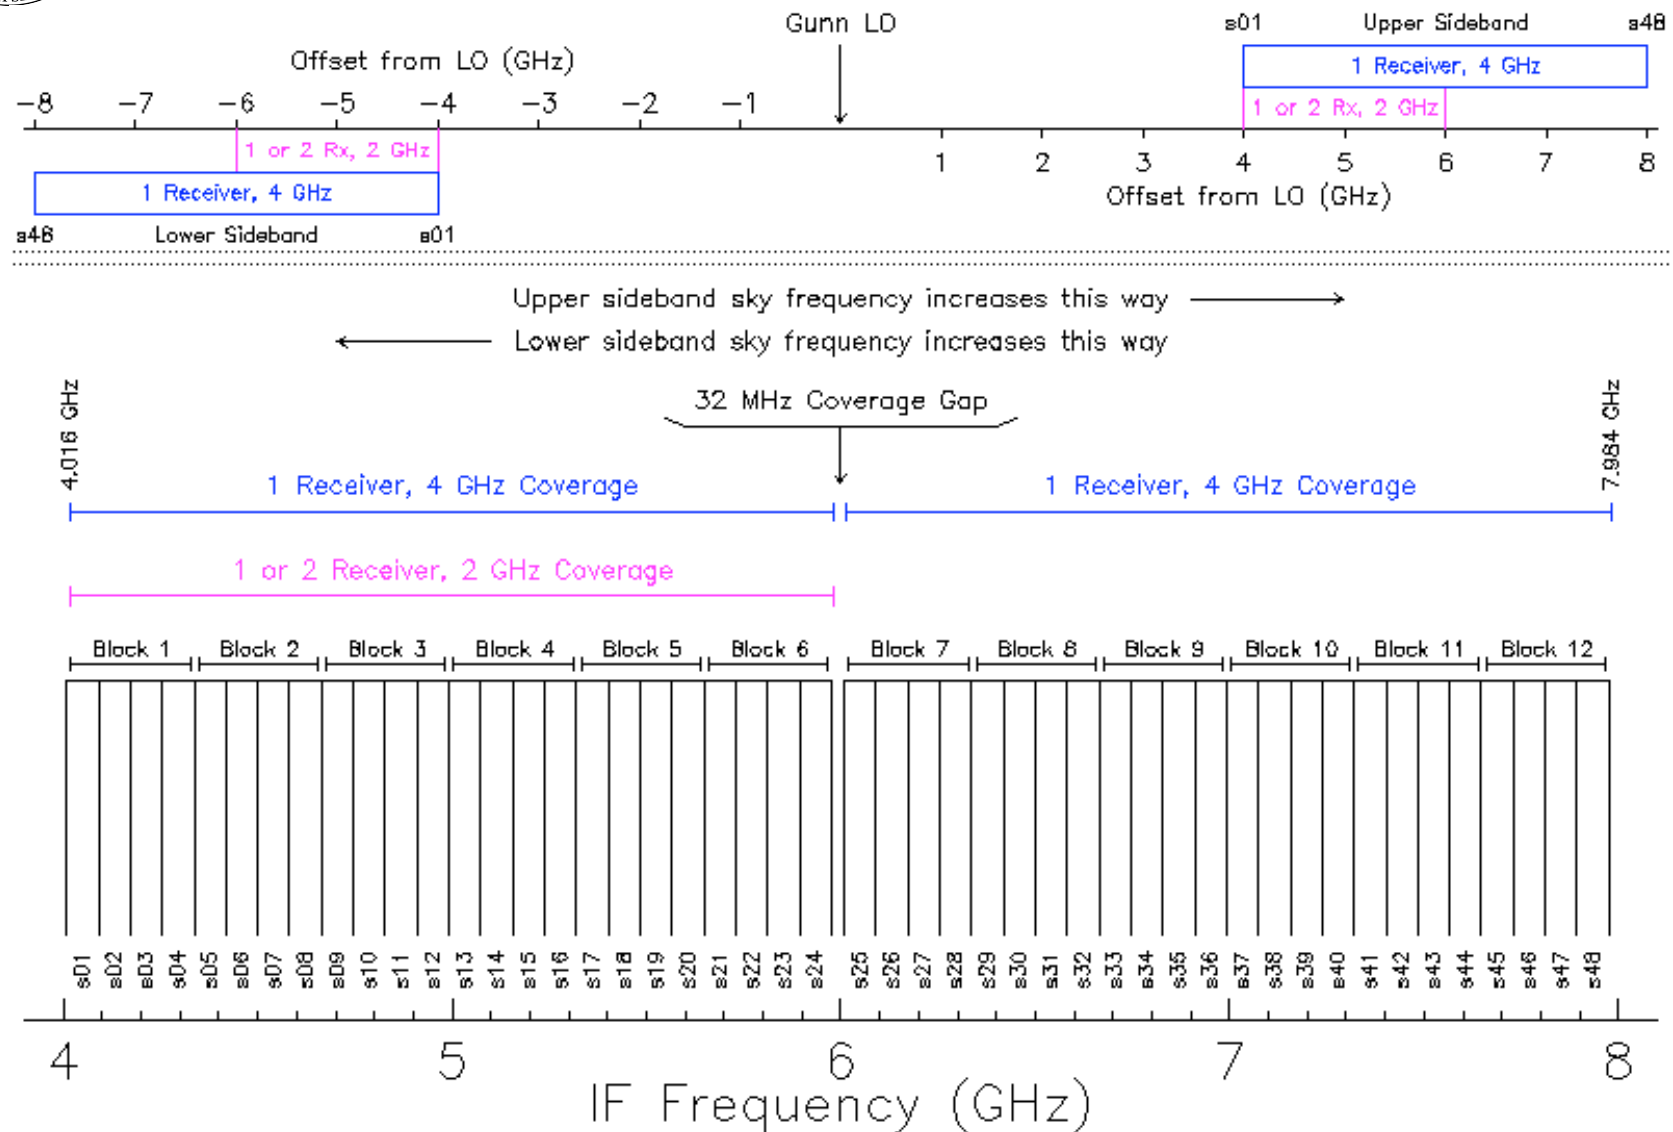 Gunn LO
s01 Upper Sideband s48
Offset from LO (GHz)
1 Receiver, 4 GHz
-8 -7 -6 -5 -4 -3 -2 -1
1 or 2 Rx, 2 GHz
1 or 2 Rx, 2 GHz
1 2 3 4 5 6 7 8
1 Receiver, 4 GHz
Offset from LO (GHz)
s48 Lower Sideband s01
Upper sideband sky frequency increases this way
Lower sideband sky frequency increases this way
4.016 GHz
32 MHz Coverage Gap
7.984 GHz
1 Receiver, 4 GHz Coverage
1 Receiver, 4 GHz Coverage
1 or 2 Receiver, 2 GHz Coverage
Block 1 Block 2 Block 3 Block 4 Block 5 Block 6 Block 7 Block 8 Block 9 Block 10 Block 11 Block 12
s01 s02 s03 s04 s05 s06 s07 s08 s09 s10 s11 s12 s13 s14 s15 s16 s17 s18 s19 s20 s21 s22 s23 s24 s25 s26 s27 s28 s29 s30 s31 s32 s33 s34 s35 s36 s37 s38 s39 s40 s41 s42 s43 s44 s45 s46 s47 s48
4 5 6 7 8
IF Frequency (GHz)